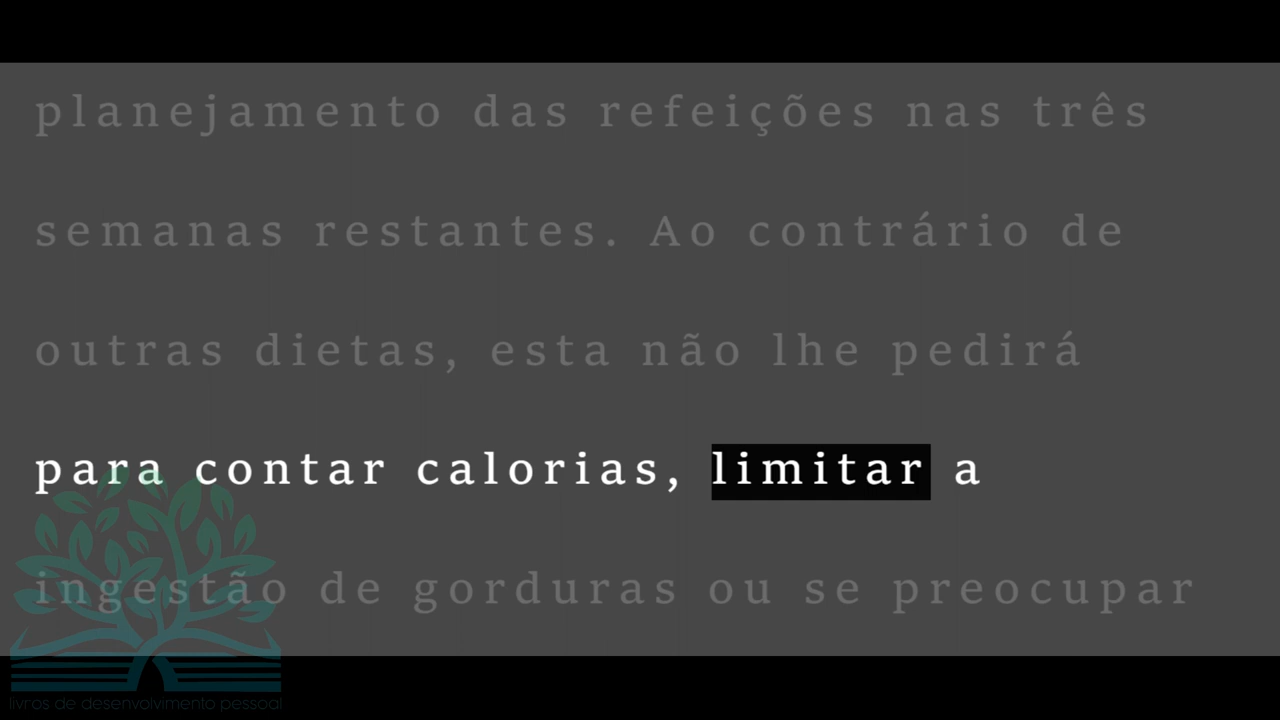 planejamento das refeições nas três
semanas restantes. Ao contrário de
outras dietas, esta não lhe pedirá
para contar calorias, limitar a
ingestão de gorduras ou se preocupar
livros de desenvolvimento pessoal